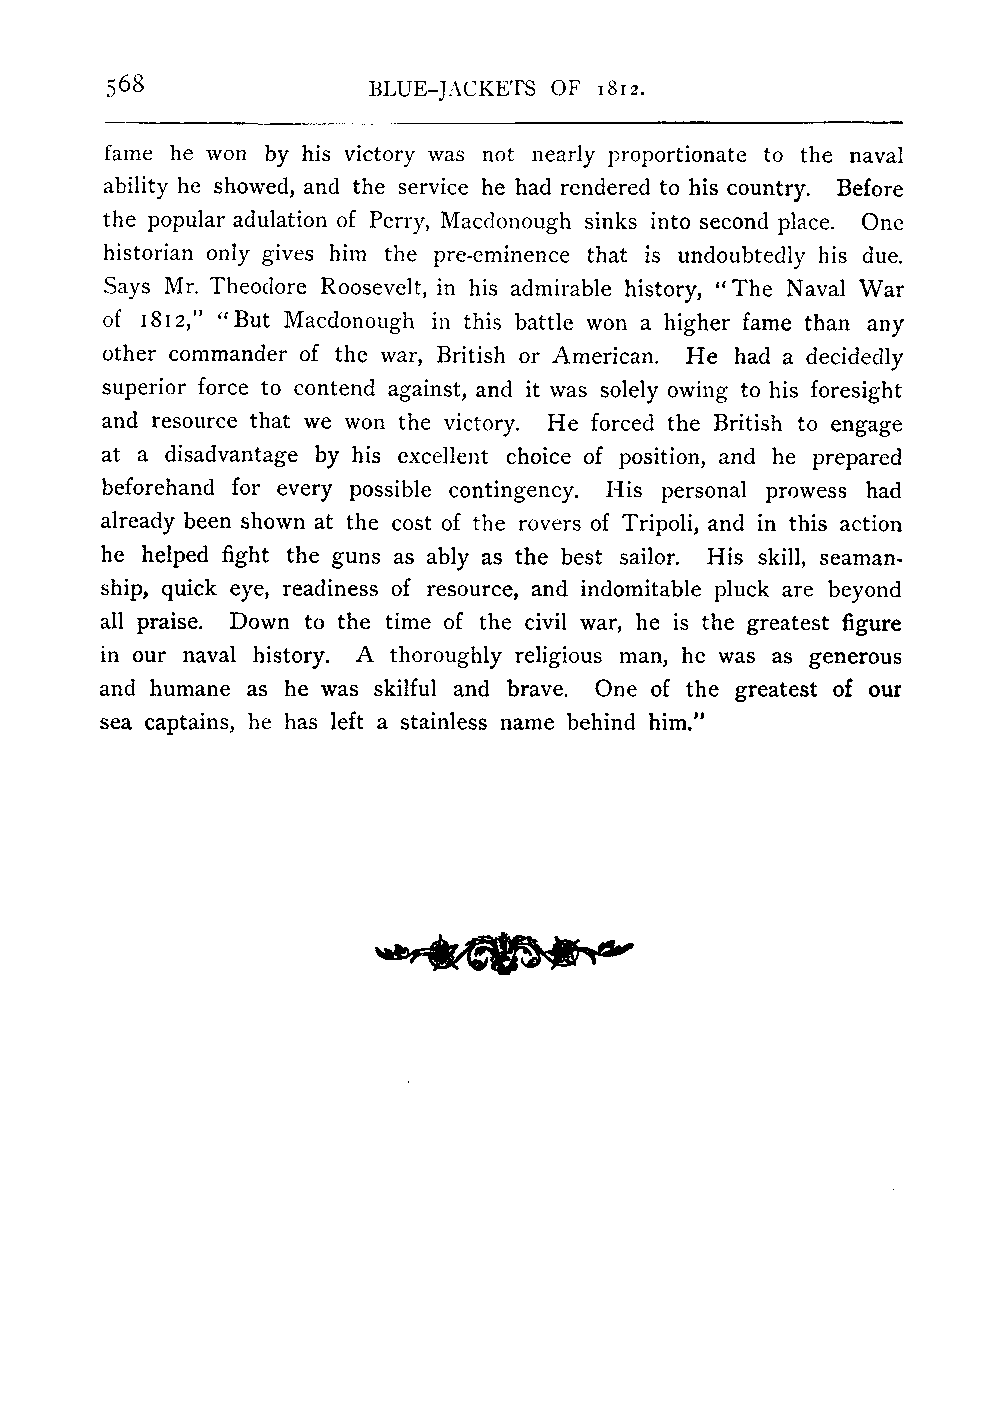 568
BLUE-JACKETS OF 1812.
fame he won by his victory was not nearly proportionate to the naval
ability he showed, and the service he had rendered to his country. Before
the popular adulation of Perry, Macdonough sinks into second place. One
historian only gives him the pre-eminence that is undoubtedly his due.
Says Mr. Theodore Roosevelt, in his admirable history, "The Naval War
of 1812," "But Macdonough in this battle won a higher fame than any
other commander of the war, British or American. He had a decidedly
superior force to contend against, and it was solely owing to his foresight
and resource that we won the victory. He forced the British to engage
at a disadvantage by his excellent choice of position, and he prepared
beforehand for every possible contingency. His personal prowess had
already been shown at the cost of the rovers of Tripoli, and in this action
he helped fight the guns as ably as the best sailor. His skill, seaman-
ship, quick eye, readiness of resource, and indomitable pluck are beyond
all praise. Down to the time of the civil war, he is the greatest figure
in our naval history. A thoroughly religious man, he was as generous
and humane as he was skilful and brave. One of the greatest of our
sea captains, he has left a stainless name behind him."